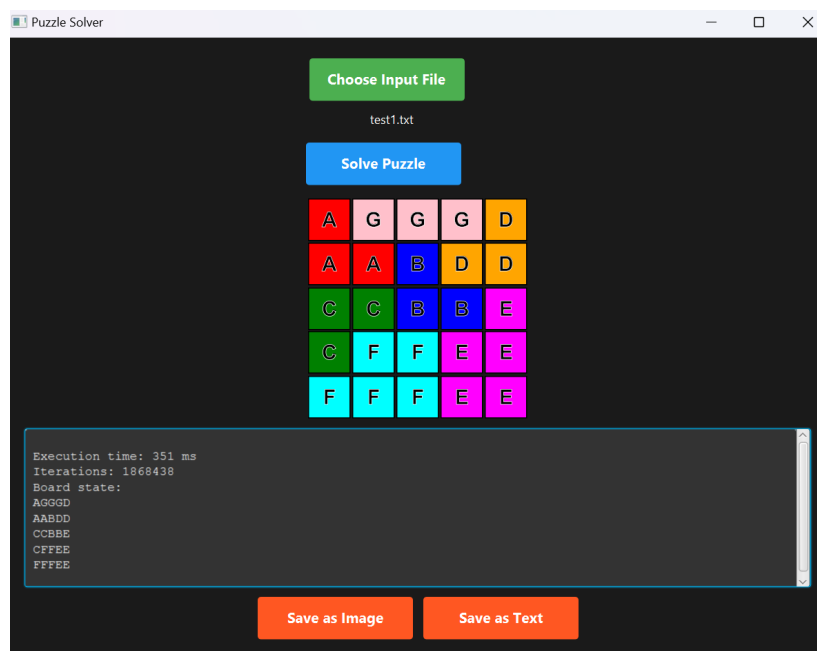 Puzzle Solver
Choose Input File
test1.txt
Solve Puzzle
A G G G D
A A B D D
C C B B E
C F F E E
F F F E E
Execution time: 351 ms
Iterations: 1868438
Board state:
AGGGD
AABDD
CCBBE
CFFEE
FFFEE
Save as Image Save as Text